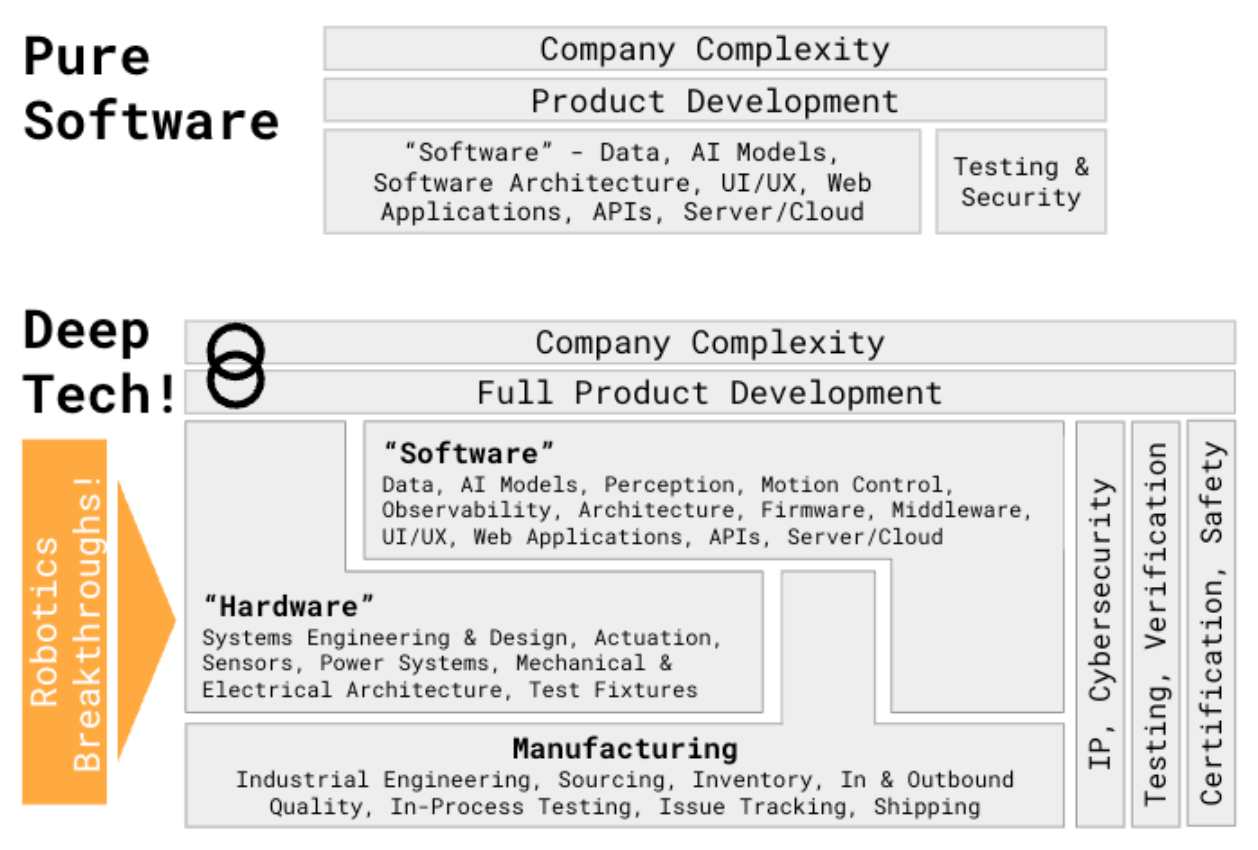 Pure
Software
Company Complexity
Product Development
“Software” - Data, AI Models,
Software Architecture, UI/UX, Web
Applications, APIs, Server/Cloud
Testing &
Security
Deep
Tech!
Company Complexity
Full Product Development
Robotics
Breakthroughs!
“Software”
Data, AI Models, Perception, Motion Control,
Observability, Architecture, Firmware, Middleware,
UI/UX, Web Applications, APIs, Server/Cloud
“Hardware”
Systems Engineering & Design, Actuation,
Sensors, Power Systems, Mechanical &
Electrical Architecture, Test Fixtures
Manufacturing
Industrial Engineering, Sourcing, Inventory, In & Outbound
Quality, In-Process Testing, Issue Tracking, Shipping
IP, Cybersecurity
Testing, Verification
Certification, Safety